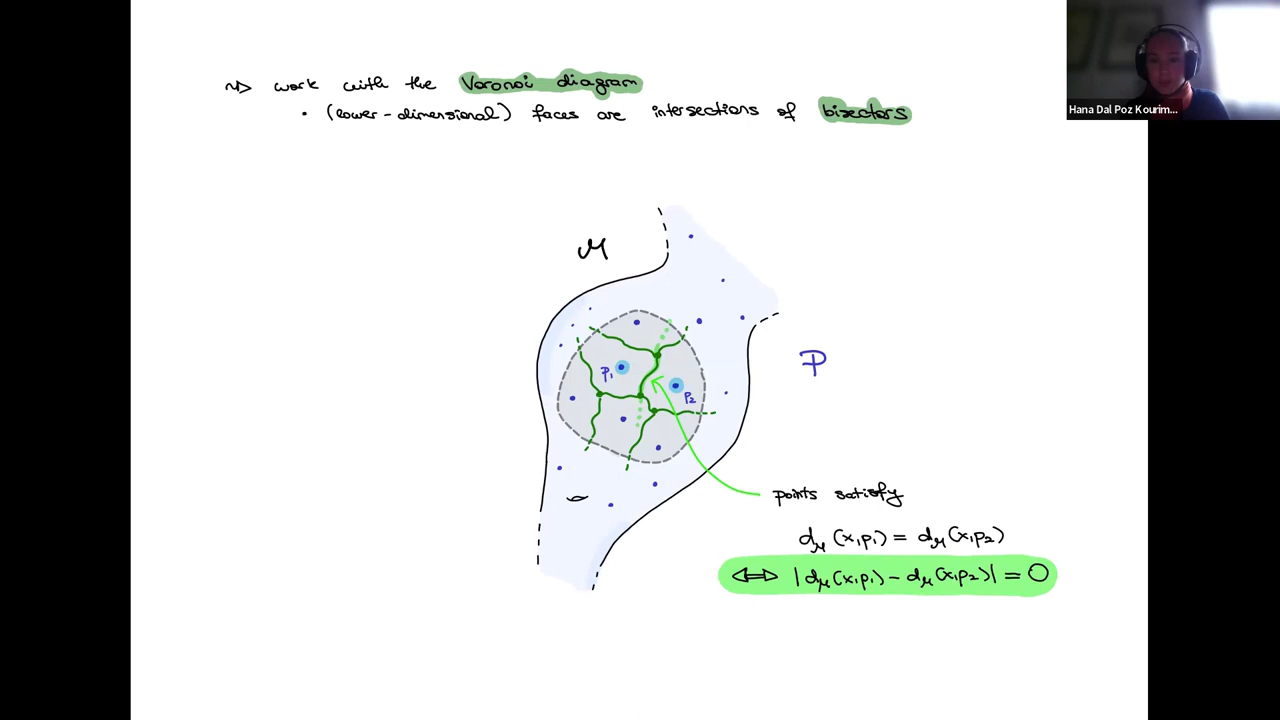 ⇝ work with the Voronoi diagram
• (lower-dimensional) faces are intersections of bisectors
Hana Dal Poz Kourim...
M
P
p₁
p₂
points satisfy
d_M(x,p₁) = d_M(x,p₂)
⟺ |d_M(x,p₁) - d_M(x,p₂)| = 0